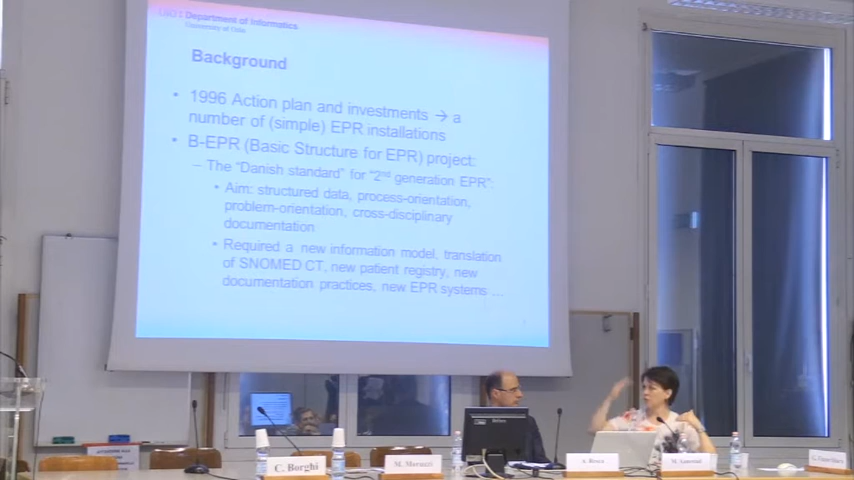 Department of Informatics
University of Oslo
Background
• 1996 Action plan and investments → a
number of (simple) EPR installations
• B-EPR (Basic Structure for EPR) project:
– The "Danish standard" for "2nd generation EPR":
• Aim: structured data, process-orientation,
problem-orientation, cross-disciplinary
documentation
• Required a new information model, translation
of SNOMED CT, new patient registry, new
documentation practices, new EPR systems ...
C. Borghi
DELL